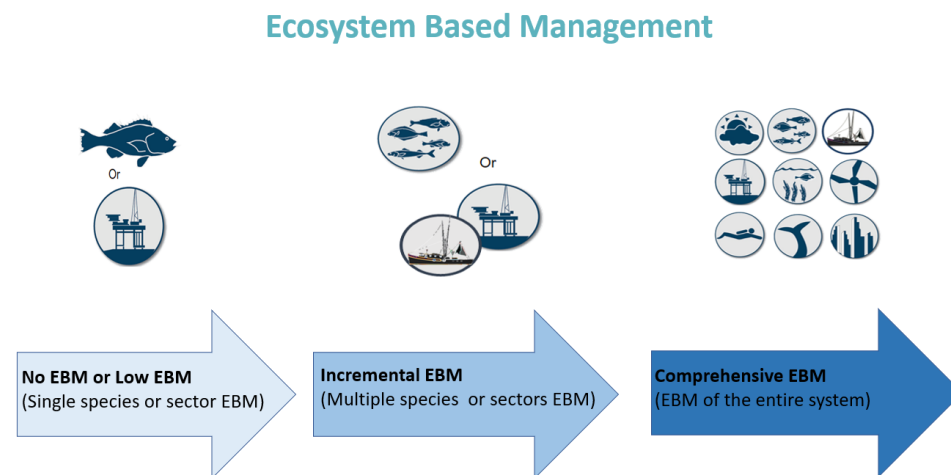 Ecosystem Based Management
Or
Or
No EBM or Low EBM
(Single species or sector EBM)
Incremental EBM
(Multiple species or sectors EBM)
Comprehensive EBM
(EBM of the entire system)